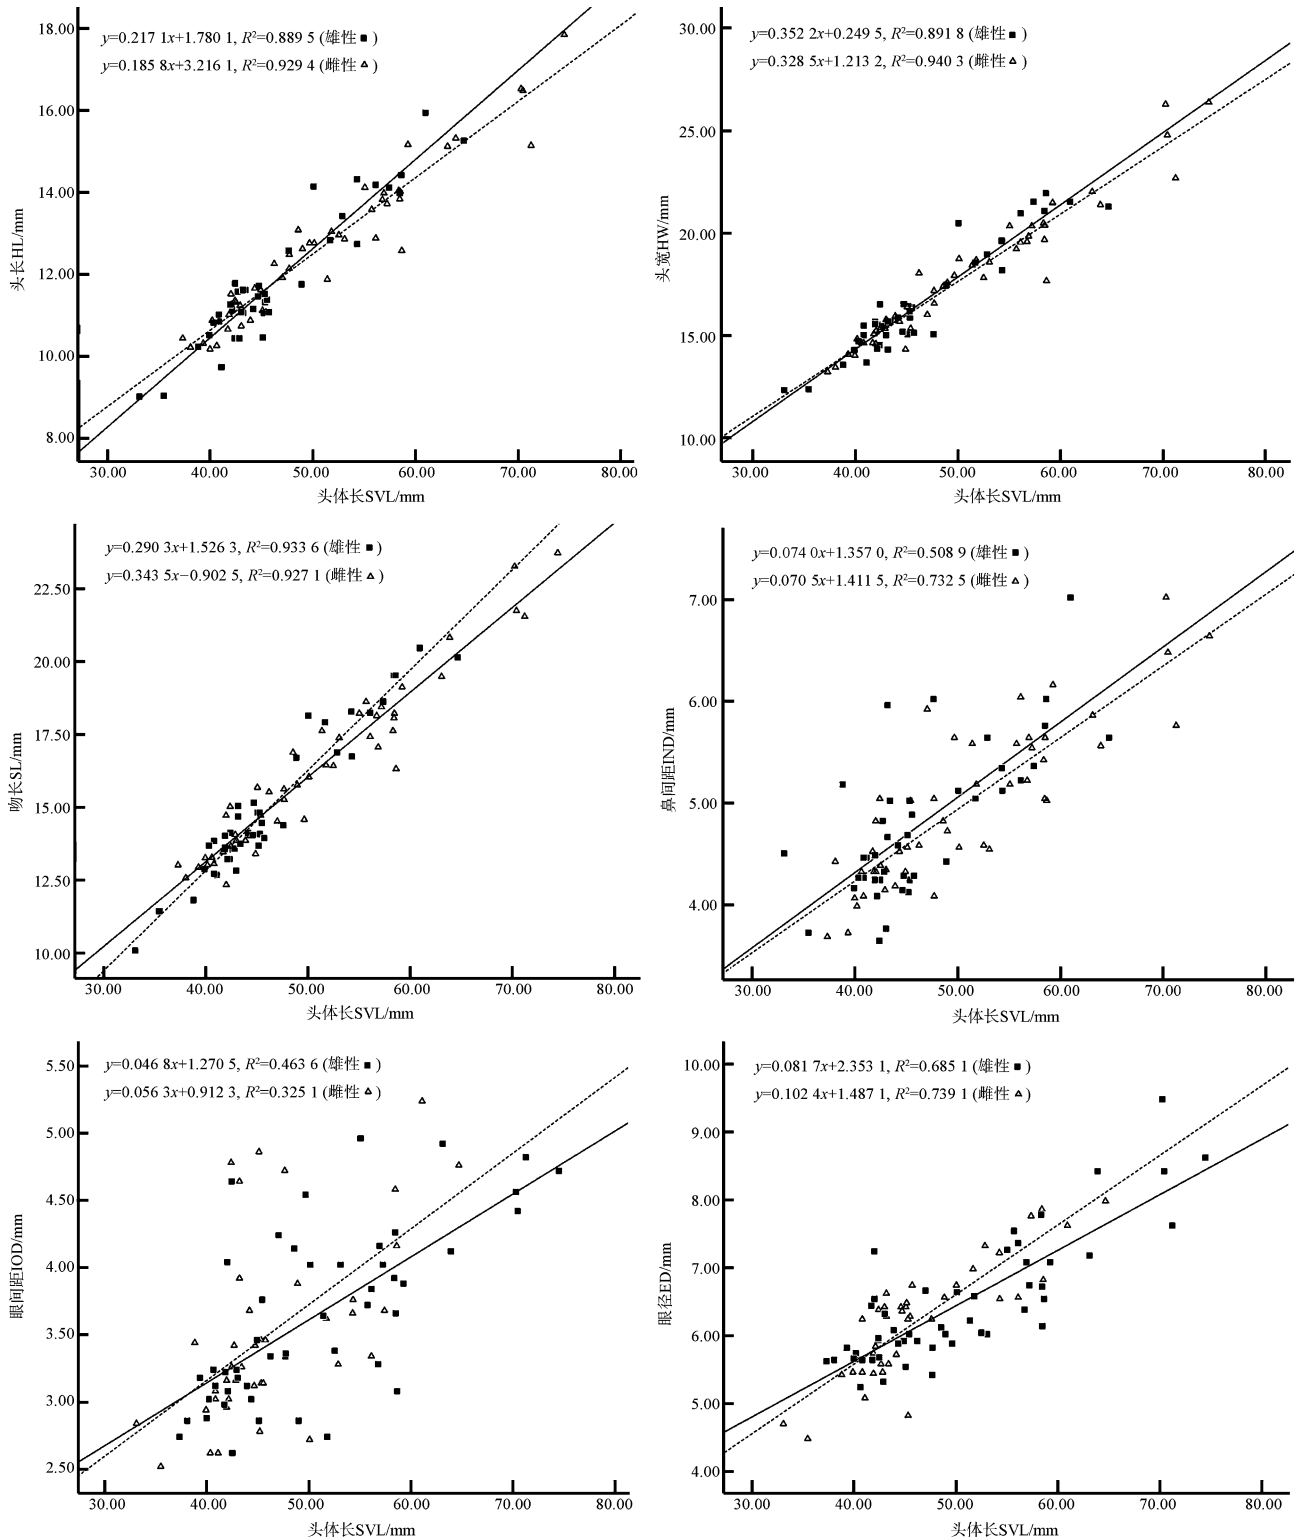 y=0.217 1x+1.780 1, R²=0.889 5 (雄性 ■ )
y=0.185 8x+3.216 1, R²=0.929 4 (雌性 △ )
18.00
16.00
14.00
12.00
10.00
8.00
头长HL/mm
30.00 40.00 50.00 60.00 70.00 80.00
头体长SVL/mm
y=0.352 2x+0.249 5, R²=0.891 8 (雄性 ■ )
y=0.328 5x+1.213 2, R²=0.940 3 (雌性 △ )
30.00
25.00
20.00
15.00
10.00
头宽HW/mm
30.00 40.00 50.00 60.00 70.00 80.00
头体长SVL/mm
y=0.290 3x+1.526 3, R²=0.933 6 (雄性 ■ )
y=0.343 5x−0.902 5, R²=0.927 1 (雌性 △ )
22.50
20.00
17.50
15.00
12.50
10.00
吻长SL/mm
30.00 40.00 50.00 60.00 70.00 80.00
头体长SVL/mm
y=0.074 0x+1.357 0, R²=0.508 9 (雄性 ■ )
y=0.070 5x+1.411 5, R²=0.732 5 (雌性 △ )
7.00
6.00
5.00
4.00
鼻间距IND/mm
30.00 40.00 50.00 60.00 70.00 80.00
头体长SVL/mm
y=0.046 8x+1.270 5, R²=0.463 6 (雄性 ■ )
y=0.056 3x+0.912 3, R²=0.325 1 (雌性 △ )
5.50
5.00
4.50
4.00
3.50
3.00
2.50
眼间距IOD/mm
30.00 40.00 50.00 60.00 70.00 80.00
头体长SVL/mm
y=0.081 7x+2.353 1, R²=0.685 1 (雄性 ■ )
y=0.102 4x+1.487 1, R²=0.739 1 (雌性 △ )
10.00
9.00
8.00
7.00
6.00
5.00
4.00
眼径ED/mm
30.00 40.00 50.00 60.00 70.00 80.00
头体长SVL/mm